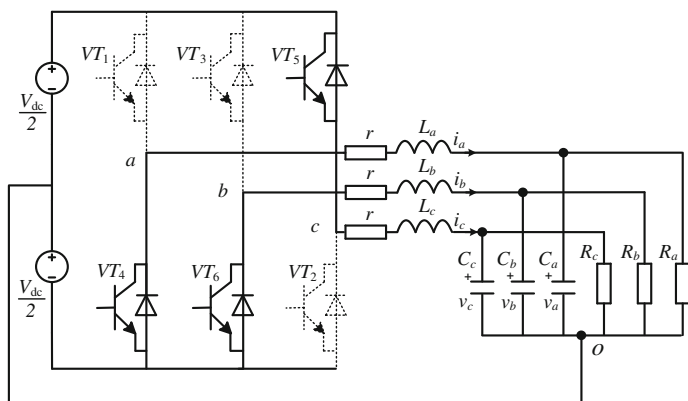 VT1 VT3 VT5
Vdc
2
a
b
c
r La ia
r Lb ib
r Lc ic
VT4 VT6 VT2
Vdc
2
Cc Cb Ca Rc Rb Ra
+ + +
vc vb va
o